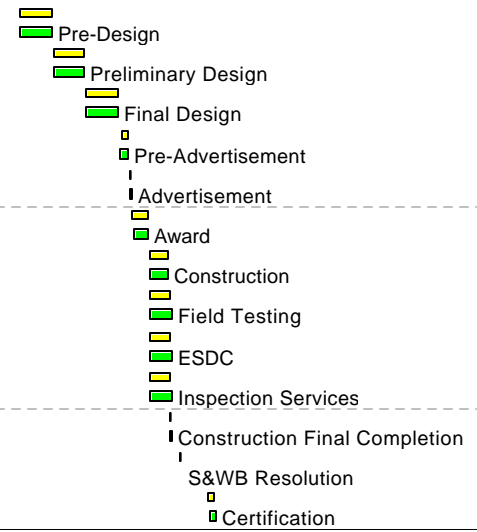 Pre-Design
Preliminary Design
Final Design
Pre-Advertisement
Advertisement
Award
Construction
Field Testing
ESDC
Inspection Services
Construction Final Completion
S&WB Resolution
Certification